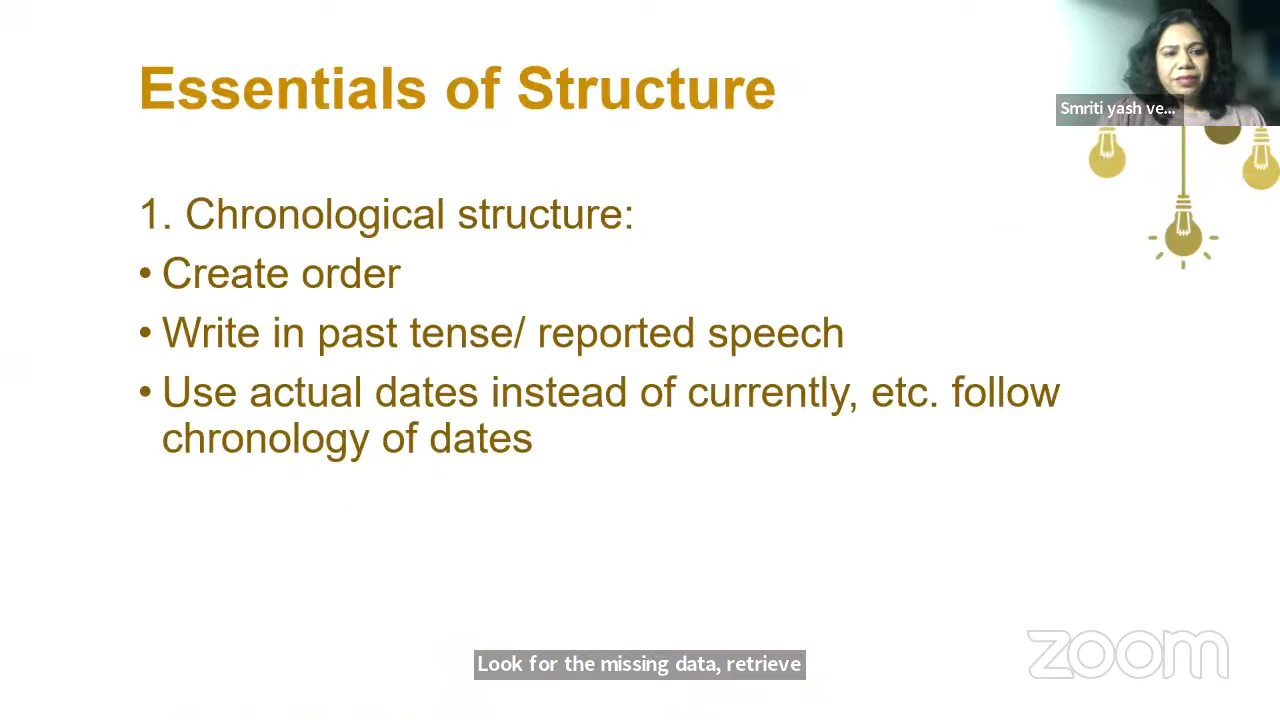 Essentials of Structure
Smriti yash ve...
1. Chronological structure:
• Create order
• Write in past tense/ reported speech
• Use actual dates instead of currently, etc. follow
chronology of dates
Look for the missing data, retrieve
zoom